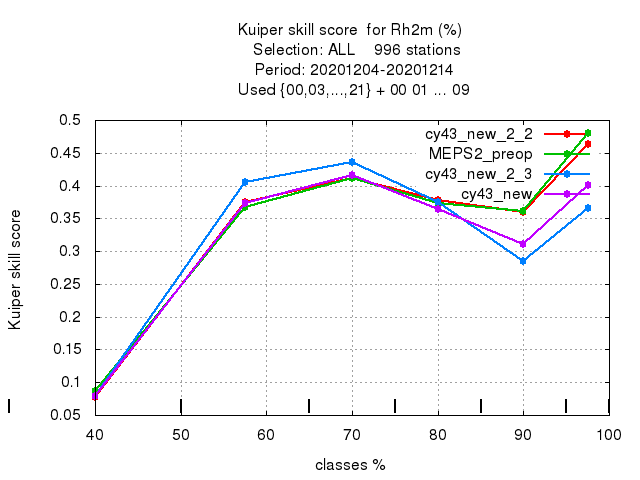 Kuiper skill score  for Rh2m (%)
Selection: ALL    996 stations
Period: 20201204-20201214
Used {00,03,...,21} + 00 01 ... 09
0.5
0.45
0.4
0.35
0.3
0.25
0.2
0.15
0.1
0.05
Kuiper skill score
cy43_new_2_2
MEPS2_preop
cy43_new_2_3
cy43_new
40 50 60 70 80 90 100
classes %